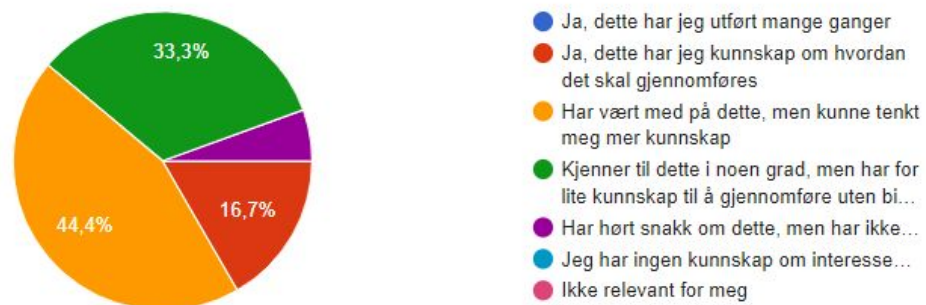 33,3%
44,4%
16,7%
Ja, dette har jeg utført mange ganger
Ja, dette har jeg kunnskap om hvordan
det skal gjennomføres
Har vært med på dette, men kunne tenkt
meg mer kunnskap
Kjenner til dette i noen grad, men har for
lite kunnskap til å gjennomføre uten bi…
Har hørt snakk om dette, men har ikke…
Jeg har ingen kunnskap om interesse…
Ikke relevant for meg